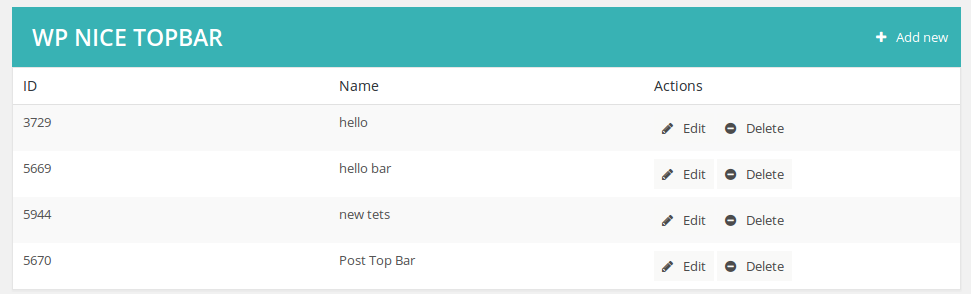 WP NICE TOPBAR
Add new
ID Name Actions
3729 hello Edit Delete
5669 hello bar Edit Delete
5944 new tets Edit Delete
5670 Post Top Bar Edit Delete